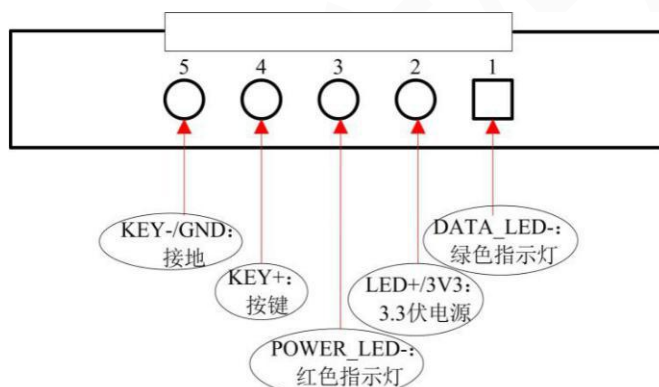 5 4 3 2 1
KEY-/GND:
接地
KEY+:
按键
POWER_LED-:
红色指示灯
LED+/3V3:
3.3伏电源
DATA_LED-:
绿色指示灯